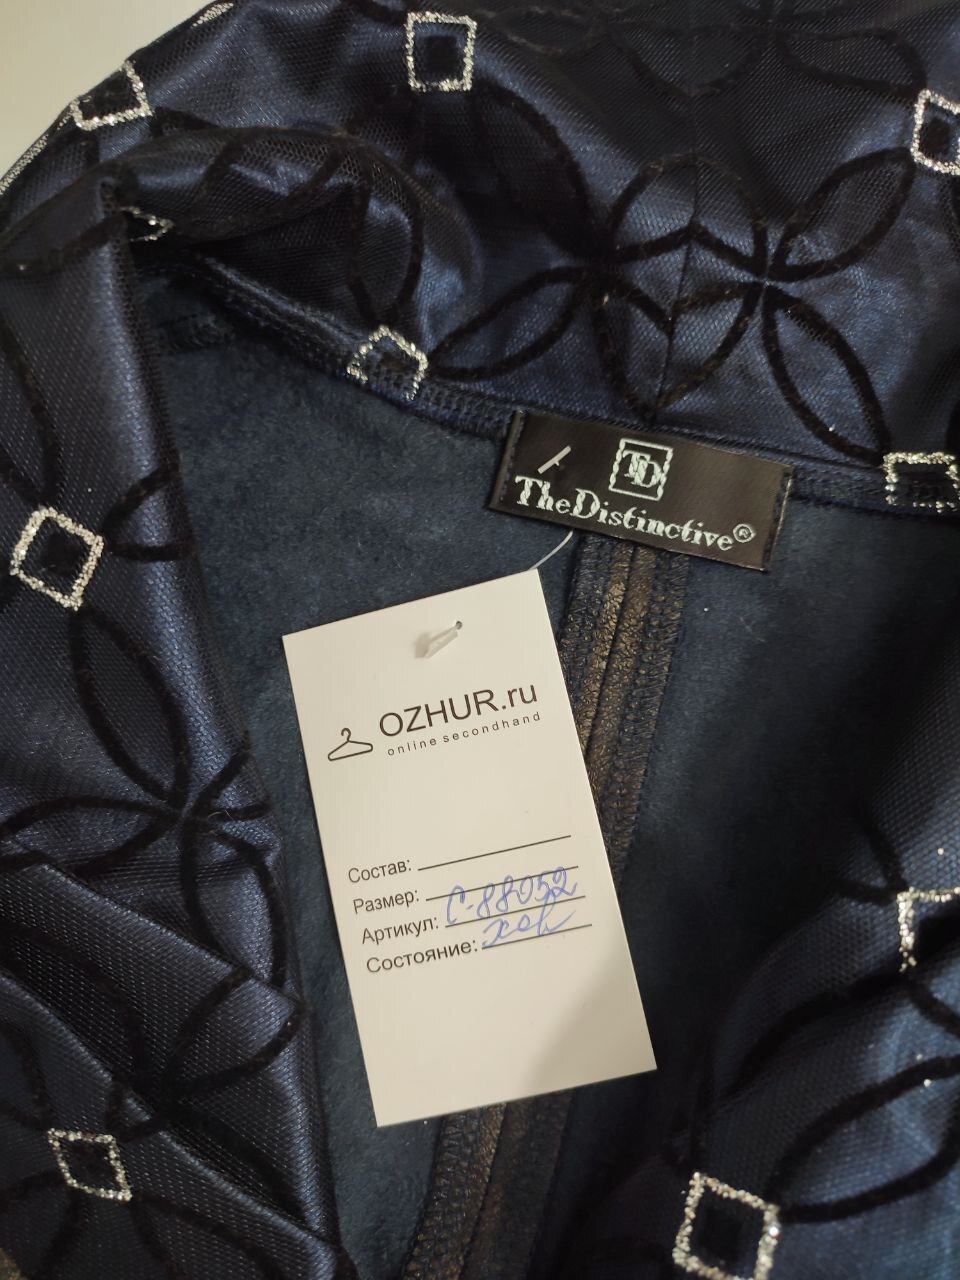 TD
TheDistinctive®
OZHUR.ru
online secondhand
Состав:
Размер:
Артикул: С-88052
Состояние: хор